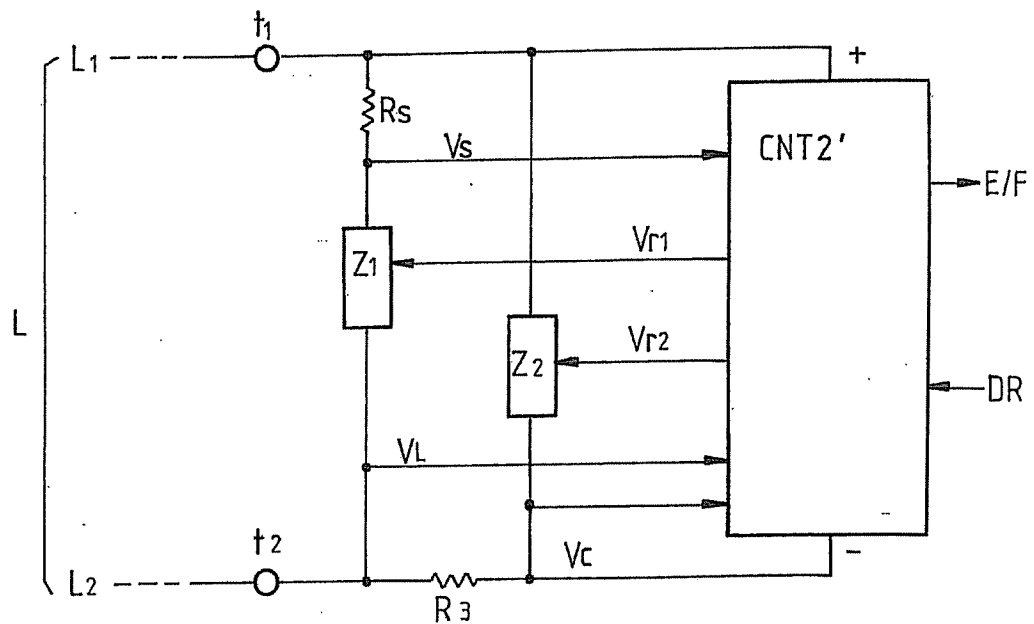 t1
L1
+
Rs
Vs
CNT2'
E/F
Vr1
Z1
L
Vr2
Z2
DR
VL
t2
Vc
−
L2
R3